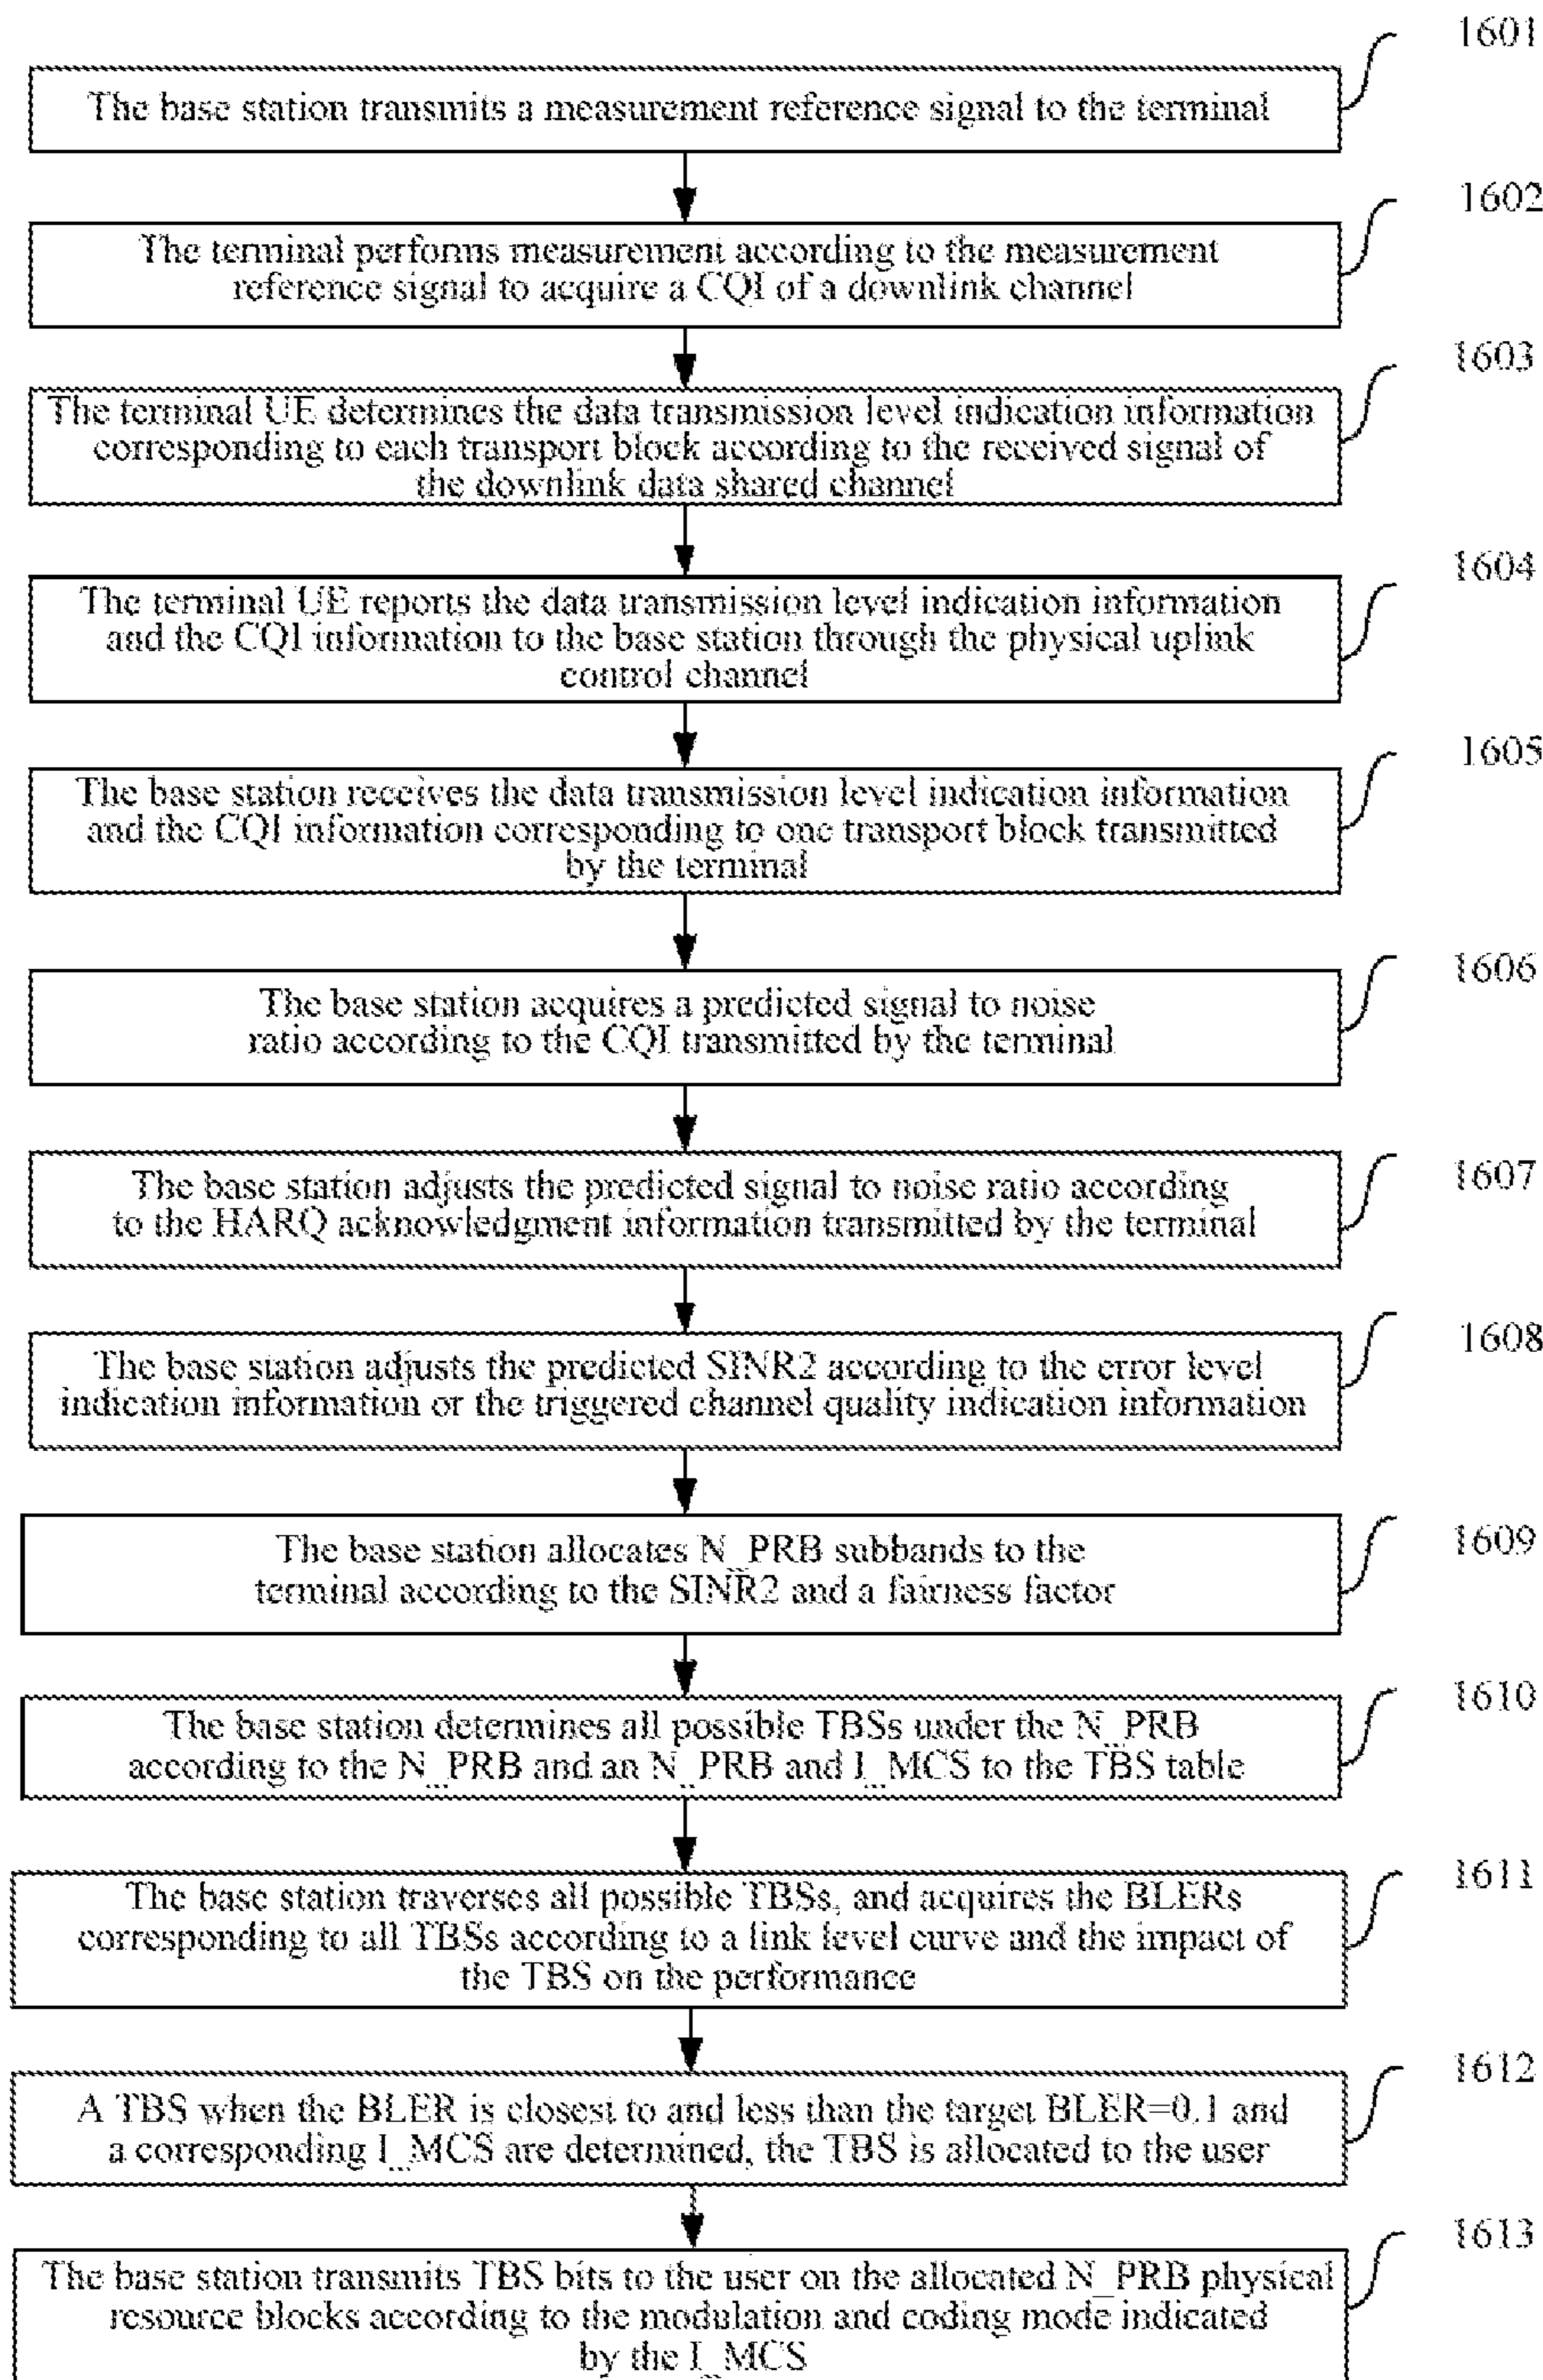 1601
The base station transmits a measurement reference signal to the terminal
1602
The terminal performs measurement according to the measurement
reference signal to acquire a CQI of a downlink channel
1603
The terminal UE determines the data transmission level indication information
corresponding to each transport block according to the received signal of
the downlink data shared channel
1604
The terminal UE reports the data transmission level indication information
and the CQI information to the base station through the physical uplink
control channel
1605
The base station receives the data transmission level indication information
and the CQI information corresponding to one transport block transmitted
by the terminal
1606
The base station acquires a predicted signal to noise
ratio according to the CQI transmitted by the terminal
1607
The base station adjusts the predicted signal to noise ratio according
to the HARQ acknowledgment information transmitted by the terminal
1608
The base station adjusts the predicted SINR2 according to the error level
indication information or the triggered channel quality indication information
1609
The base station allocates N_PRB subbands to the
terminal according to the SINR2 and a fairness factor
1610
The base station determines all possible TBSs under the N_PRB
according to the N_PRB and an N_PRB and I_MCS to the TBS table
1611
The base station traverses all possible TBSs, and acquires the BLERs
corresponding to all TBSs according to a link level curve and the impact of
the TBS on the performance
1612
A TBS when the BLER is closest to and less than the target BLER=0.1 and
a corresponding I_MCS are determined, the TBS is allocated to the user
1613
The base station transmits TBS bits to the user on the allocated N_PRB physical
resource blocks according to the modulation and coding mode indicated
by the I_MCS